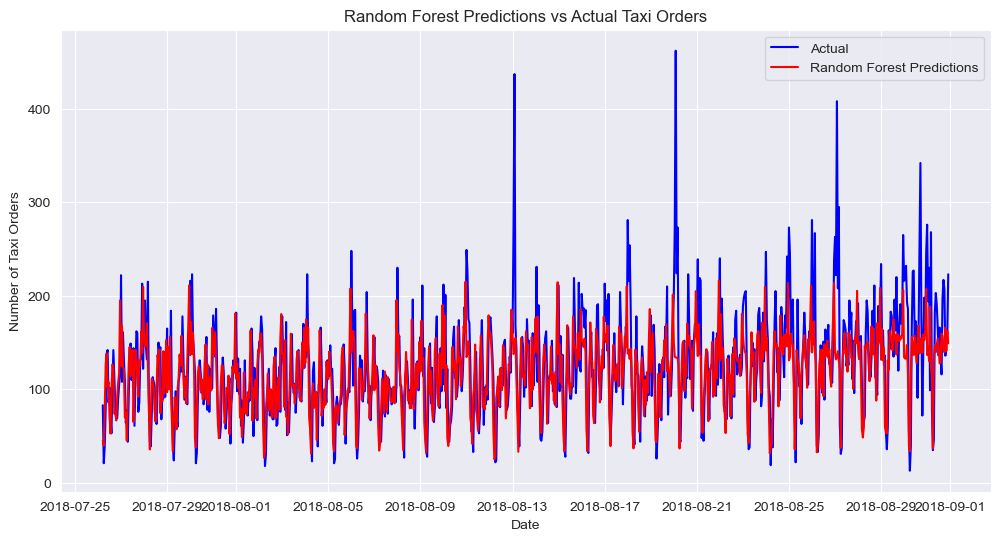 Random Forest Predictions vs Actual Taxi Orders
Actual
Random Forest Predictions
Number of Taxi Orders
400
300
200
100
0
2018-07-25 2018-07-29 2018-08-01 2018-08-05 2018-08-09 2018-08-13 2018-08-17 2018-08-21 2018-08-25 2018-08-29 2018-09-01
Date